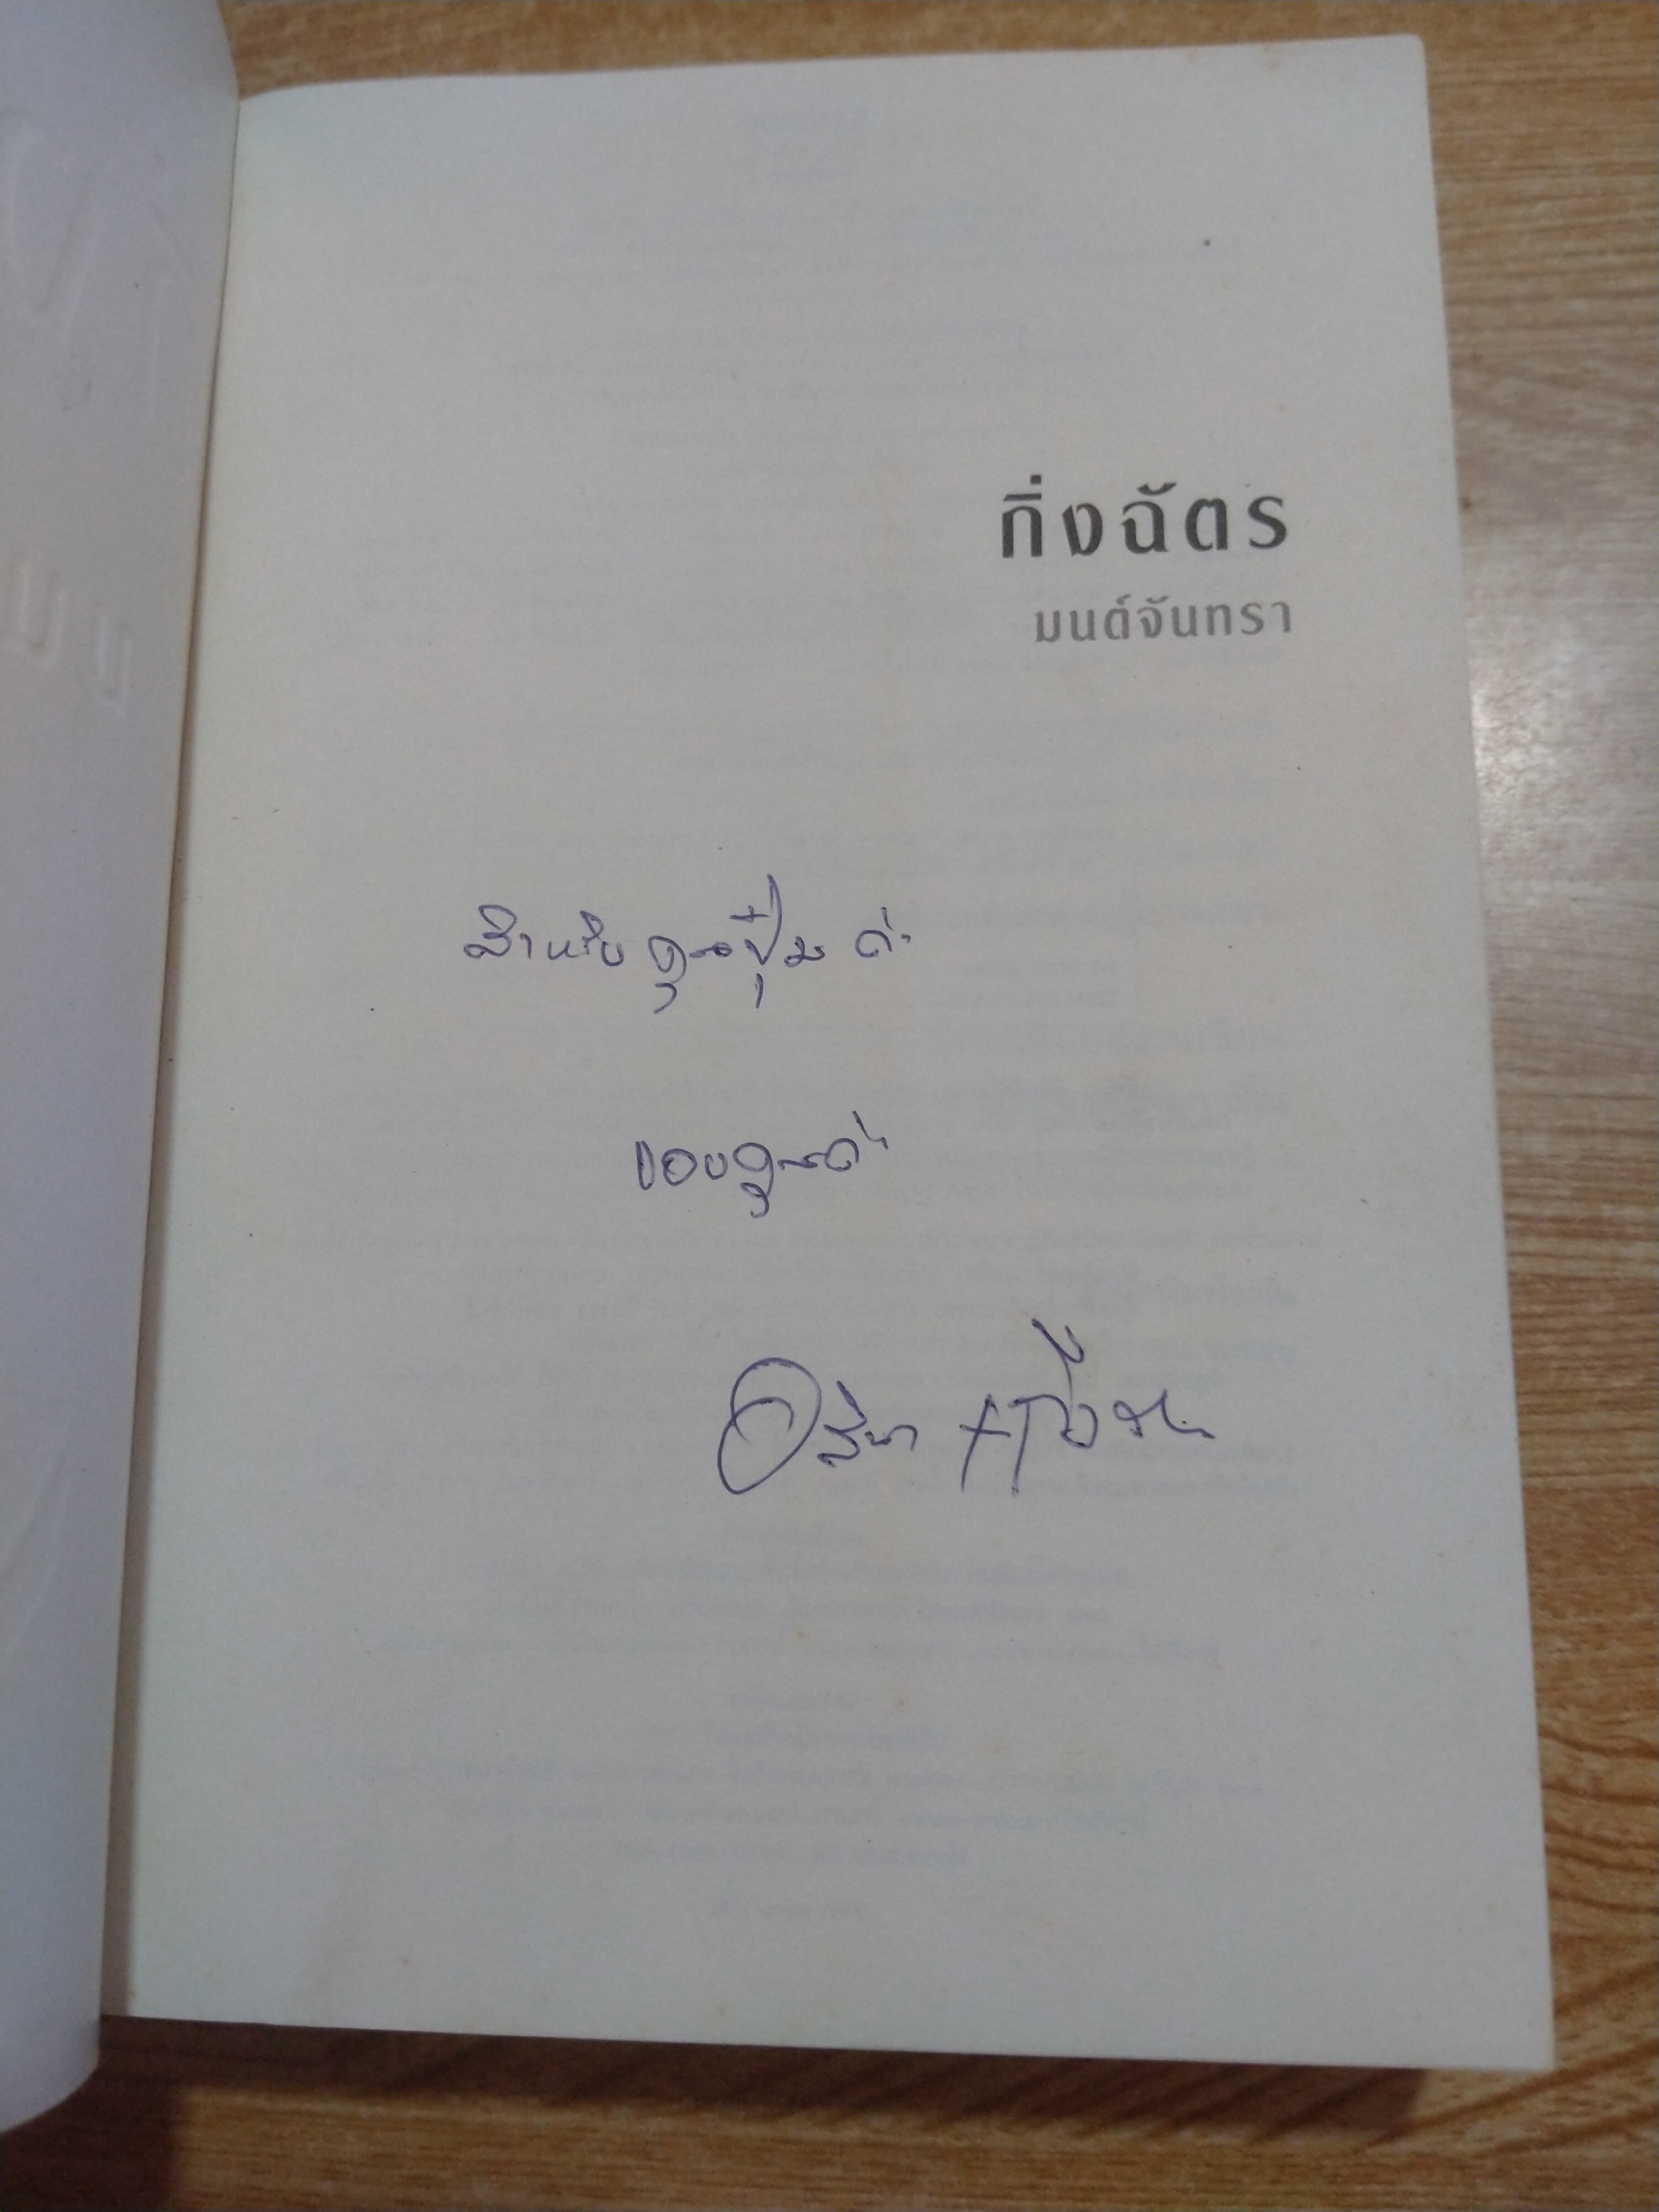 กิ่งฉัตร
มนต์จันทรา
สำหรับ คุณปุ้ม ค่ะ
ขอบคุณค่ะ